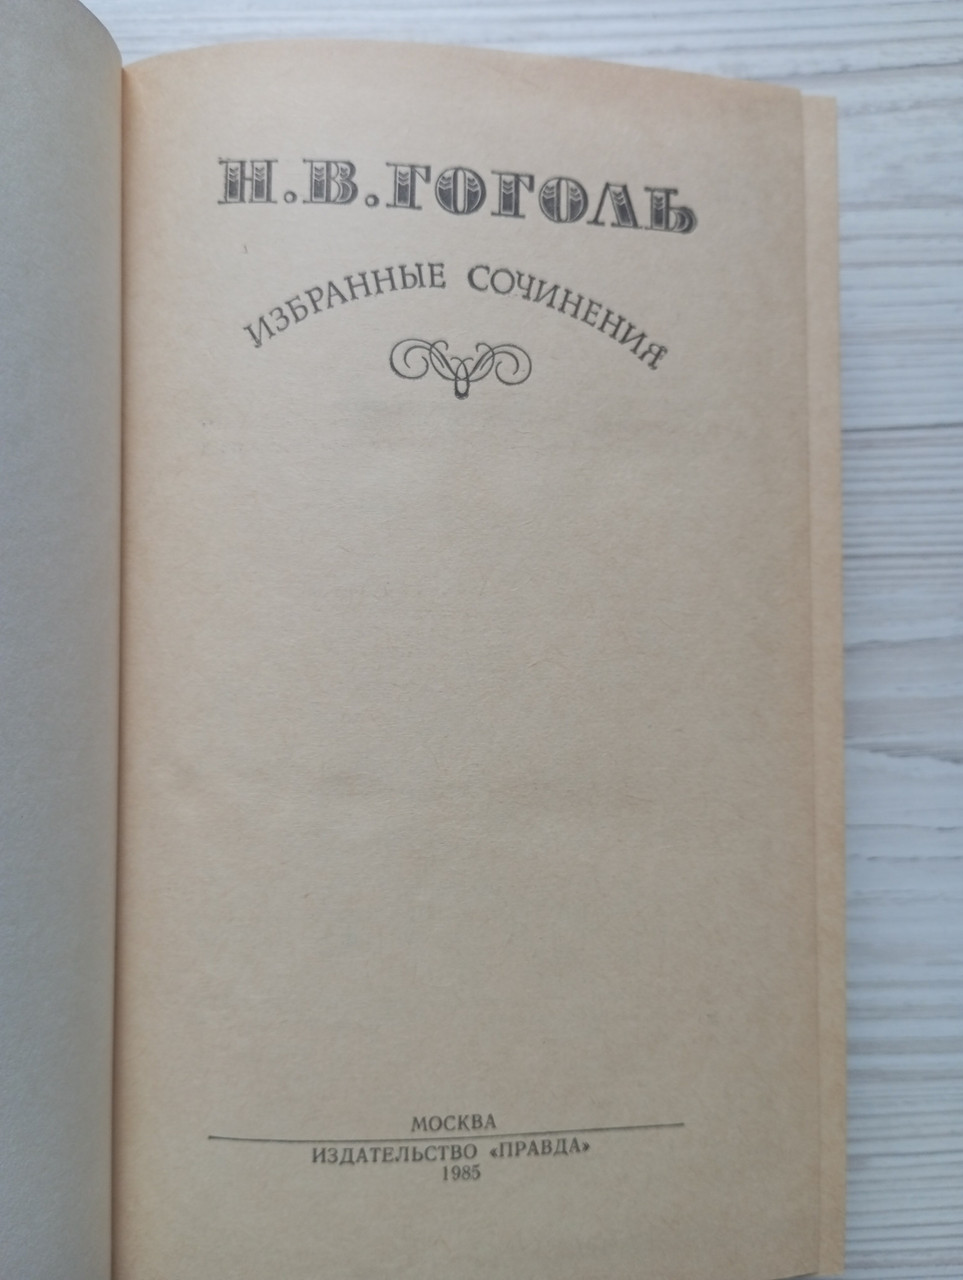 Н.В.ГОГОЛЬ
ИЗБРАННЫЕ СОЧИНЕНИЯ
МОСКВА
ИЗДАТЕЛЬСТВО «ПРАВДА»
1985